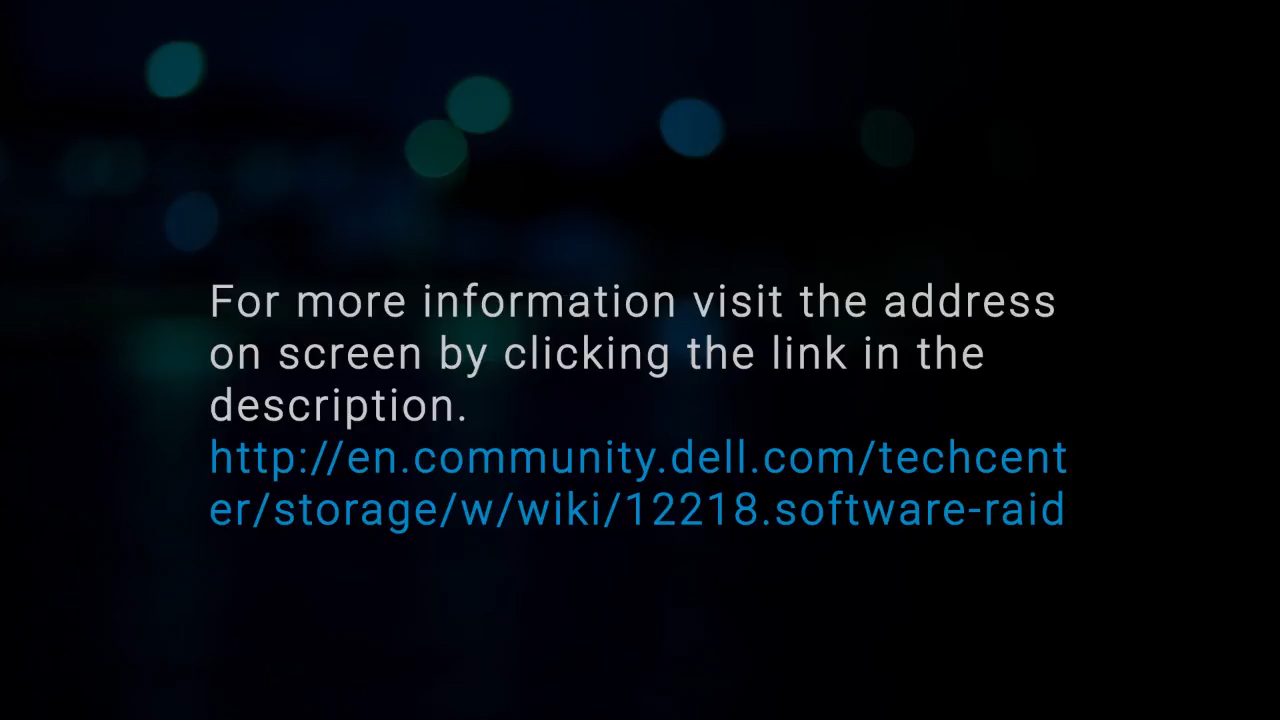 For more information visit the address
on screen by clicking the link in the
description.
http://en.community.dell.com/techcent
er/storage/w/wiki/12218.software-raid